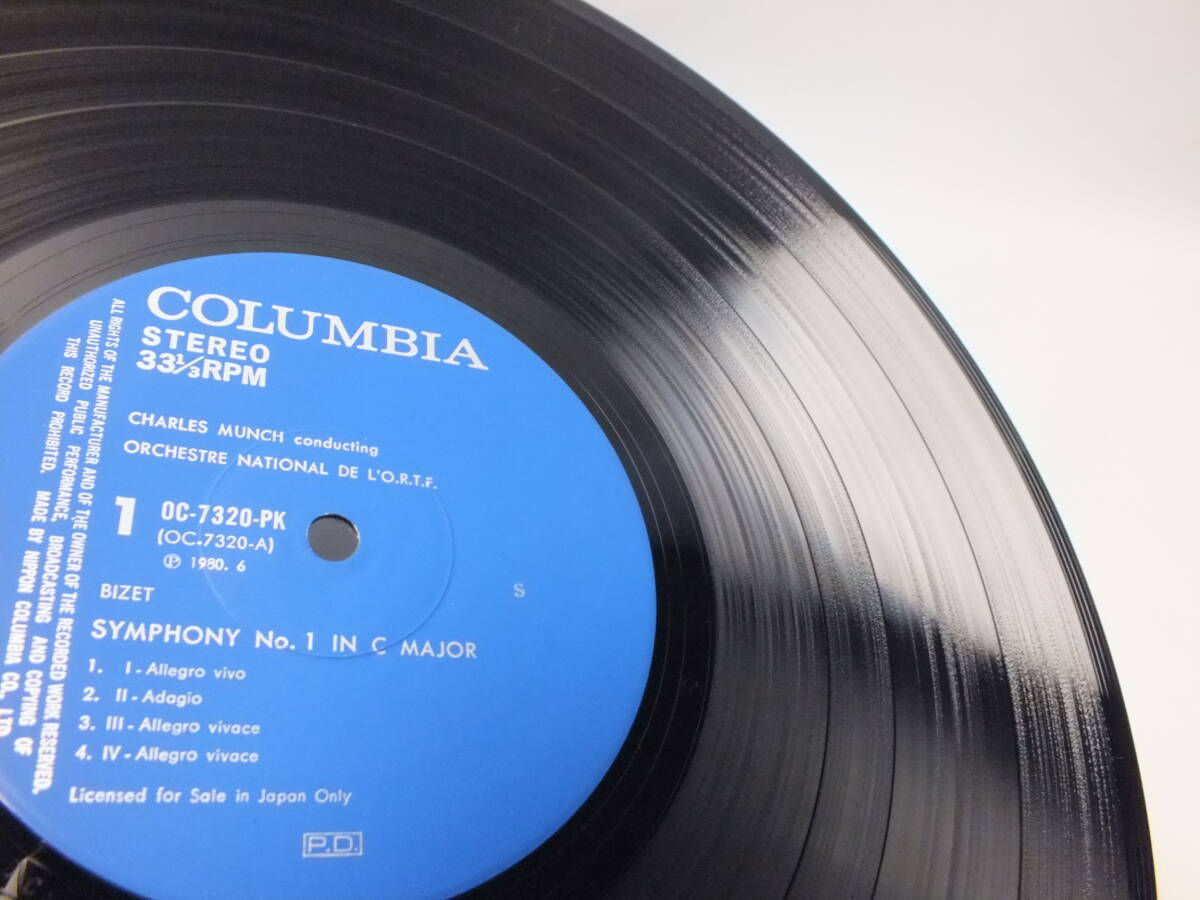 COLUMBIA
STEREO
33⅓RPM
CHARLES MUNCH conducting
ORCHESTRE NATIONAL DE L'O.R.T.F.
1
OC-7320-PK
(OC-7320-A)
Ⓟ 1980. 6
BIZET
S
SYMPHONY No. 1 IN C MAJOR
1. I - Allegro vivo
2. II - Adagio
3. III - Allegro vivace
4. IV - Allegro vivace
Licensed for Sale in Japan Only
P.D.
ALL RIGHTS OF THE MANUFACTURER AND OF THE OWNER OF THE RECORDED WORK RESERVED.
UNAUTHORIZED PUBLIC PERFORMANCE, BROADCASTING AND COPYING OF
THIS RECORD PROHIBITED. MADE BY NIPPON COLUMBIA CO., LTD.